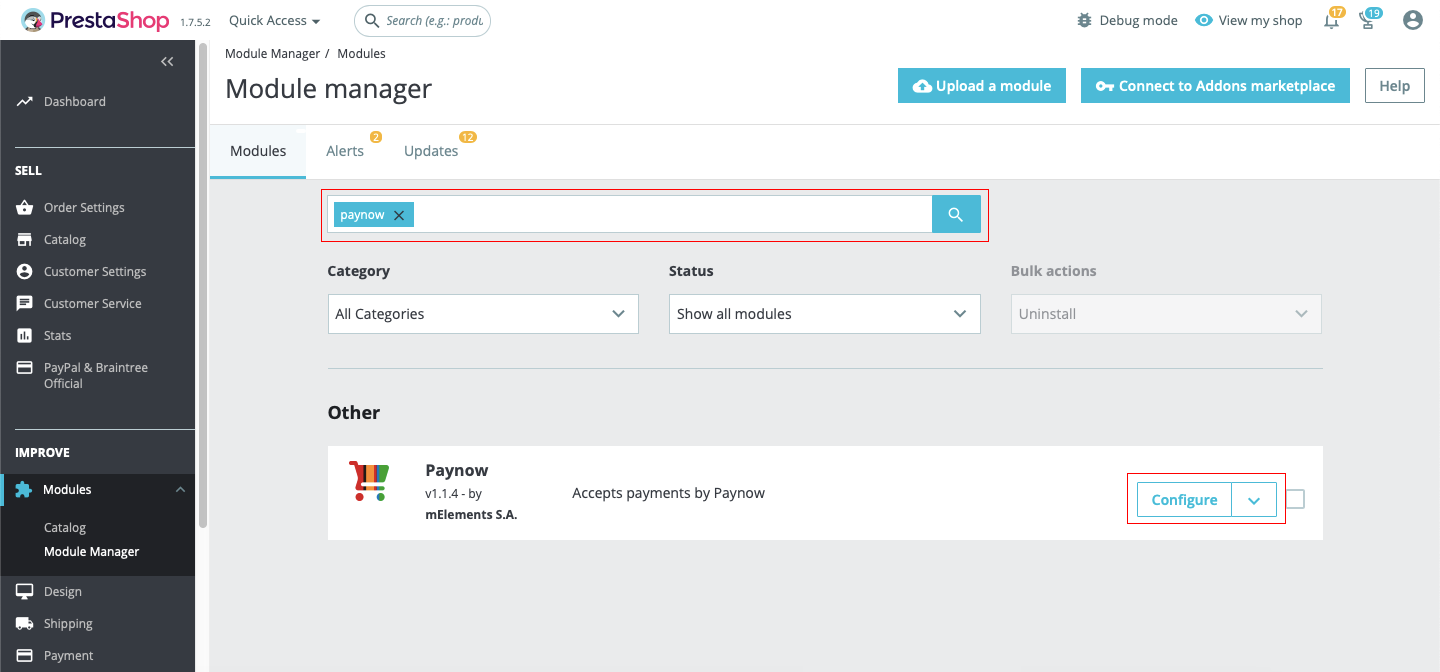 PrestaShop 1.7.5.2 Quick Access Search (e.g.: produ Debug mode View my shop 17 19
Dashboard
SELL
Order Settings
Catalog
Customer Settings
Customer Service
Stats
PayPal & Braintree
Official
IMPROVE
Modules
Catalog
Module Manager
Design
Shipping
Payment
Module Manager / Modules
Module manager
Upload a module Connect to Addons marketplace Help
Modules Alerts 2 Updates 12
paynow
Category Status Bulk actions
All Categories Show all modules Uninstall
Other
Paynow
v1.1.4 - by
mElements S.A.
Accepts payments by Paynow
Configure